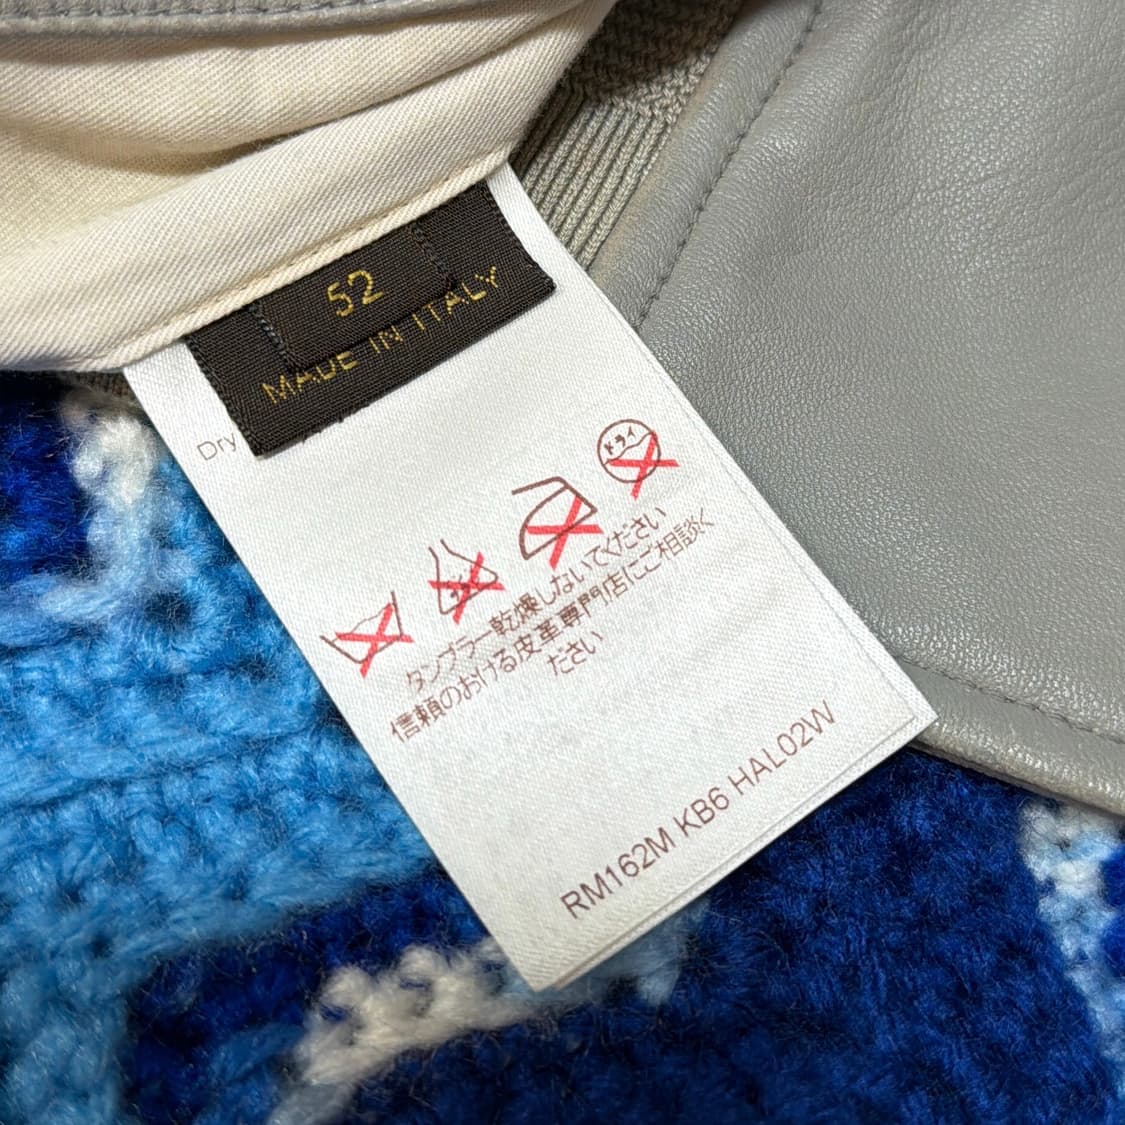 52
MADE IN ITALY
Dry
ドライ
タンブラー乾燥しないでください
信頼のおける皮革専門店にご相談く
ださい
RM162M KB6 HAL02W